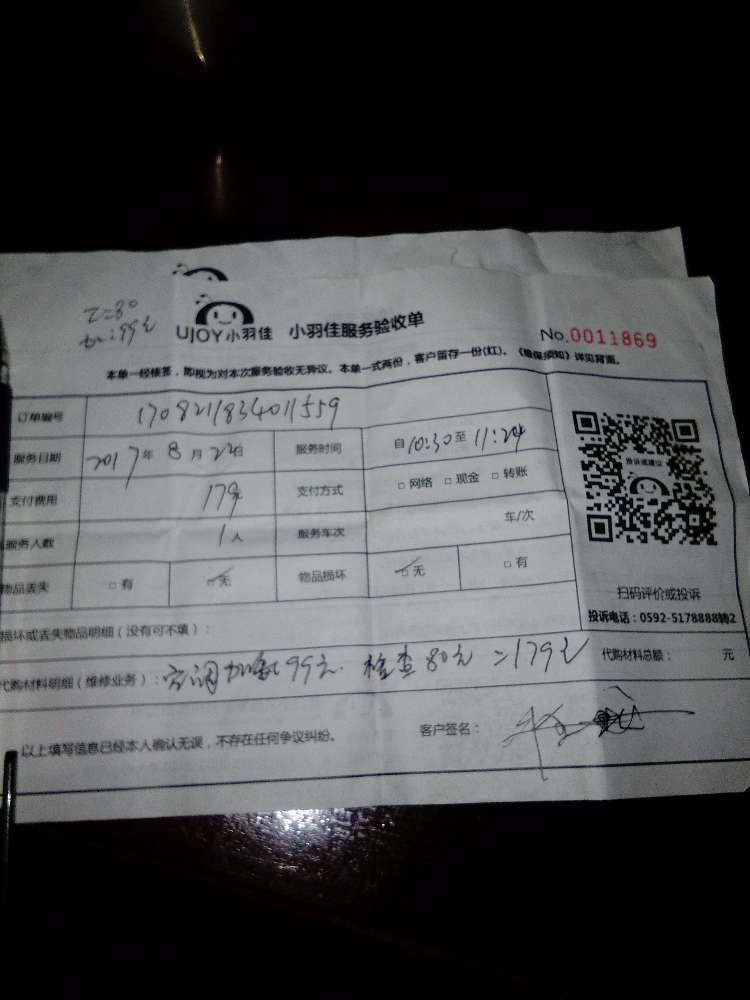 99元
UJOY小羽佳 小羽佳服务验收单
No.0011869
本单一经核签，即视为对本次服务验收无异议。本单一式两份，客户留存一份(红)。《维保须知》详见背面。
订单编号 1708211834011559
服务日期 2017年8月22日 服务时间 自10:30至11:24
支付费用 179 支付方式 □网络 □现金 □转账
服务人数 1人 服务车次 车/次
物品丢失 □有 □无 物品损坏 □无 □有
投诉或建议
扫码评价或投诉
投诉电话：0592-5178888转2
损坏或丢失物品明细（没有可不填）：
代购材料明细（维修业务）：空调加氟99元. 检查80元=179元 代购材料总额： 元
以上填写信息已经本人确认无误，不存在任何争议纠纷。 客户签名：